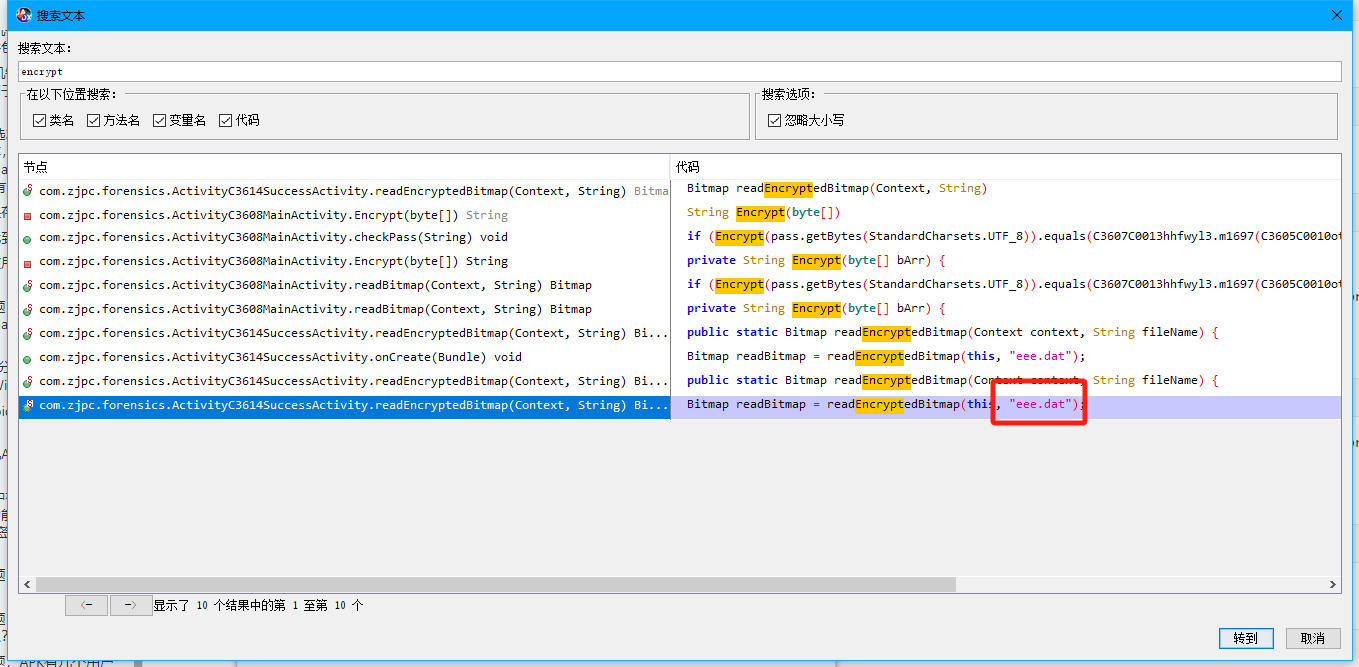 搜索文本
搜索文本：
encrypt
在以下位置搜索：
类名 方法名 变量名 代码
搜索选项：
忽略大小写
节点 代码
com.zjpc.forensics.ActivityC3614SuccessActivity.readEncryptedBitmap(Context, String) Bitma Bitmap readEncryptedBitmap(Context, String)
com.zjpc.forensics.ActivityC3608MainActivity.Encrypt(byte[]) String String Encrypt(byte[])
com.zjpc.forensics.ActivityC3608MainActivity.checkPass(String) void if (Encrypt(pass.getBytes(StandardCharsets.UTF_8)).equals(C3607C0013hhfwyl3.m1697(C3605C0010ot
com.zjpc.forensics.ActivityC3608MainActivity.Encrypt(byte[]) String private String Encrypt(byte[] bArr) {
com.zjpc.forensics.ActivityC3608MainActivity.readBitmap(Context, String) Bitmap if (Encrypt(pass.getBytes(StandardCharsets.UTF_8)).equals(C3607C0013hhfwyl3.m1697(C3605C0010ot
com.zjpc.forensics.ActivityC3608MainActivity.readBitmap(Context, String) Bitmap private String Encrypt(byte[] bArr) {
com.zjpc.forensics.ActivityC3614SuccessActivity.readEncryptedBitmap(Context, String) Bi... public static Bitmap readEncryptedBitmap(Context context, String fileName) {
com.zjpc.forensics.ActivityC3614SuccessActivity.onCreate(Bundle) void Bitmap readBitmap = readEncryptedBitmap(this, "eee.dat");
com.zjpc.forensics.ActivityC3614SuccessActivity.readEncryptedBitmap(Context, String) Bi... public static Bitmap readEncryptedBitmap(Context context, String fileName) {
com.zjpc.forensics.ActivityC3614SuccessActivity.readEncryptedBitmap(Context, String) Bi... Bitmap readBitmap = readEncryptedBitmap(this, "eee.dat");
显示了 10 个结果中的第 1 至第 10 个
转到 取消